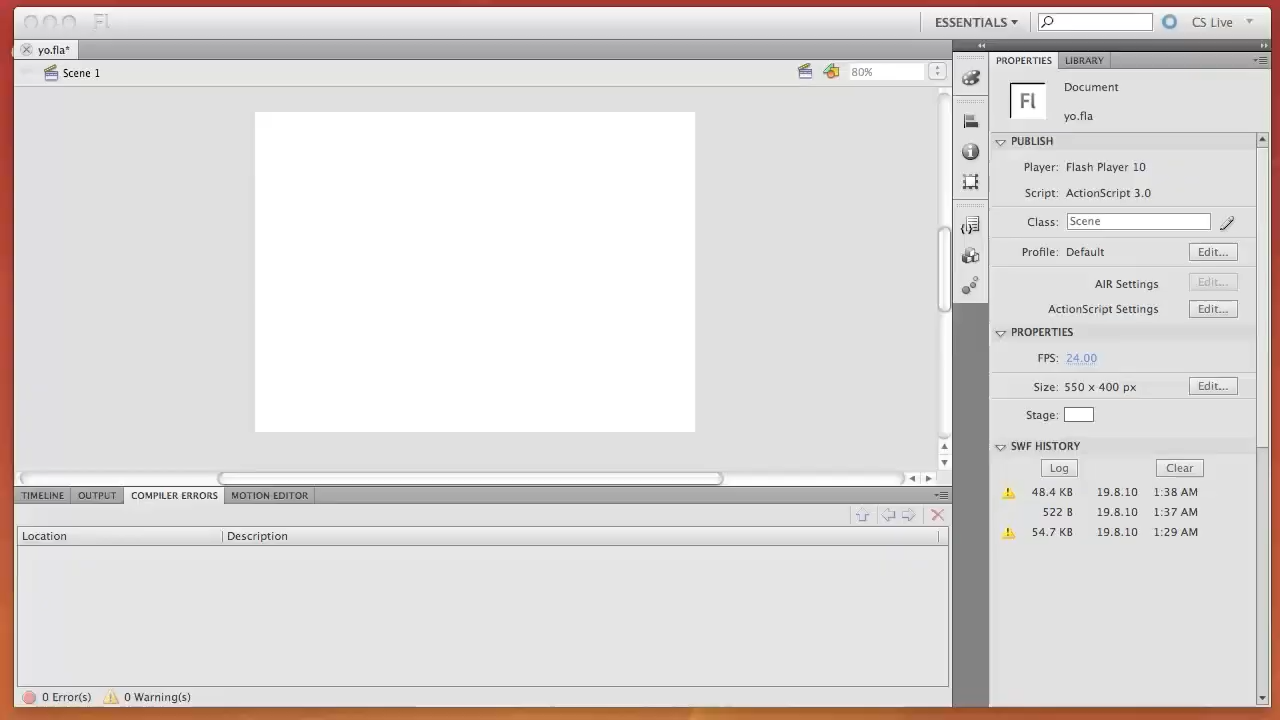 Fl
ESSENTIALS
CS Live
yo.fla*
Scene 1
80%
PROPERTIES
LIBRARY
Fl
Document
yo.fla
PUBLISH
Player: Flash Player 10
Script: ActionScript 3.0
Class: Scene
Profile: Default Edit...
AIR Settings Edit...
ActionScript Settings Edit...
PROPERTIES
FPS: 24.00
Size: 550 x 400 px Edit...
Stage:
SWF HISTORY
Log Clear
48.4 KB 19.8.10 1:38 AM
522 B 19.8.10 1:37 AM
54.7 KB 19.8.10 1:29 AM
TIMELINE OUTPUT COMPILER ERRORS MOTION EDITOR
Location Description
0 Error(s) 0 Warning(s)